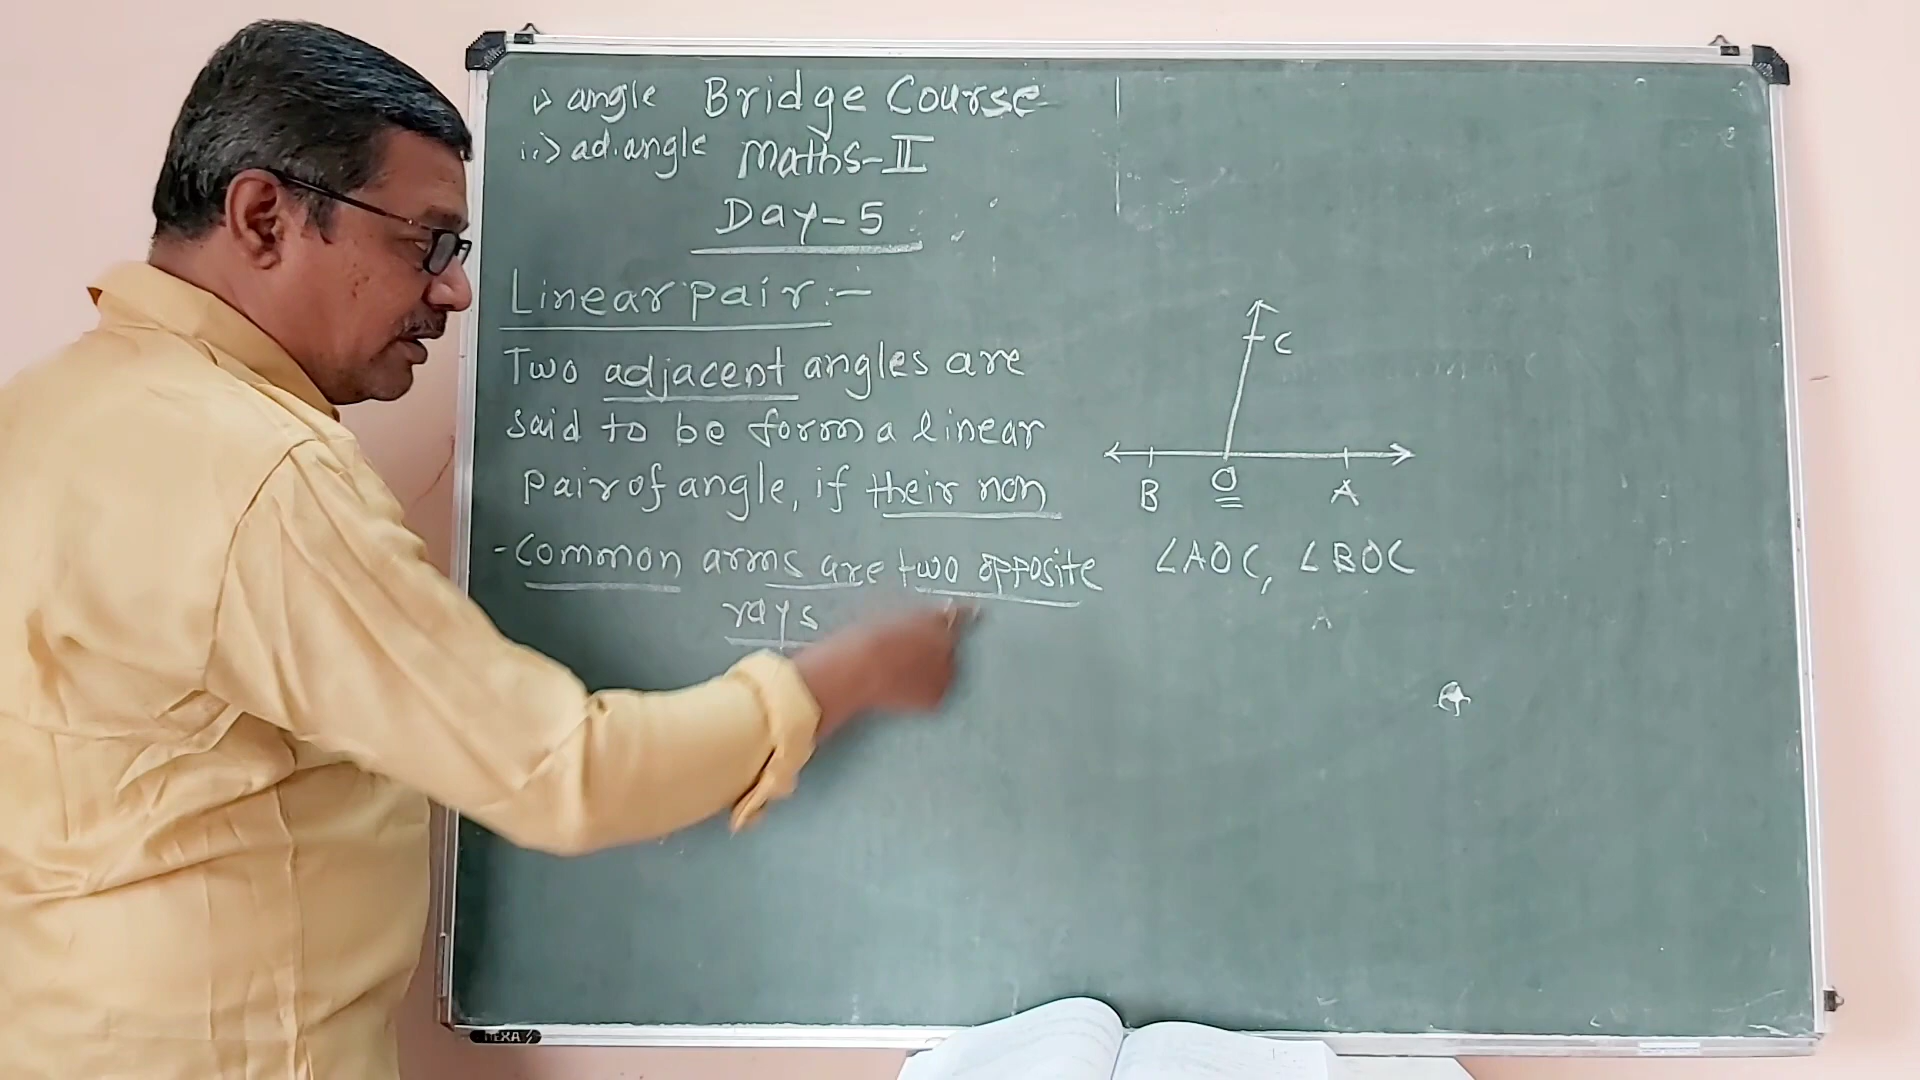 i> angle Bridge Course
ii> ad.angle Maths-II
Day-5
Linear pair:-
Two adjacent angles are
said to be form a linear
pair of angle, if their non
-common arms are two opposite
rays
C
B O A
∠AOC, ∠BOC
A
HEXA